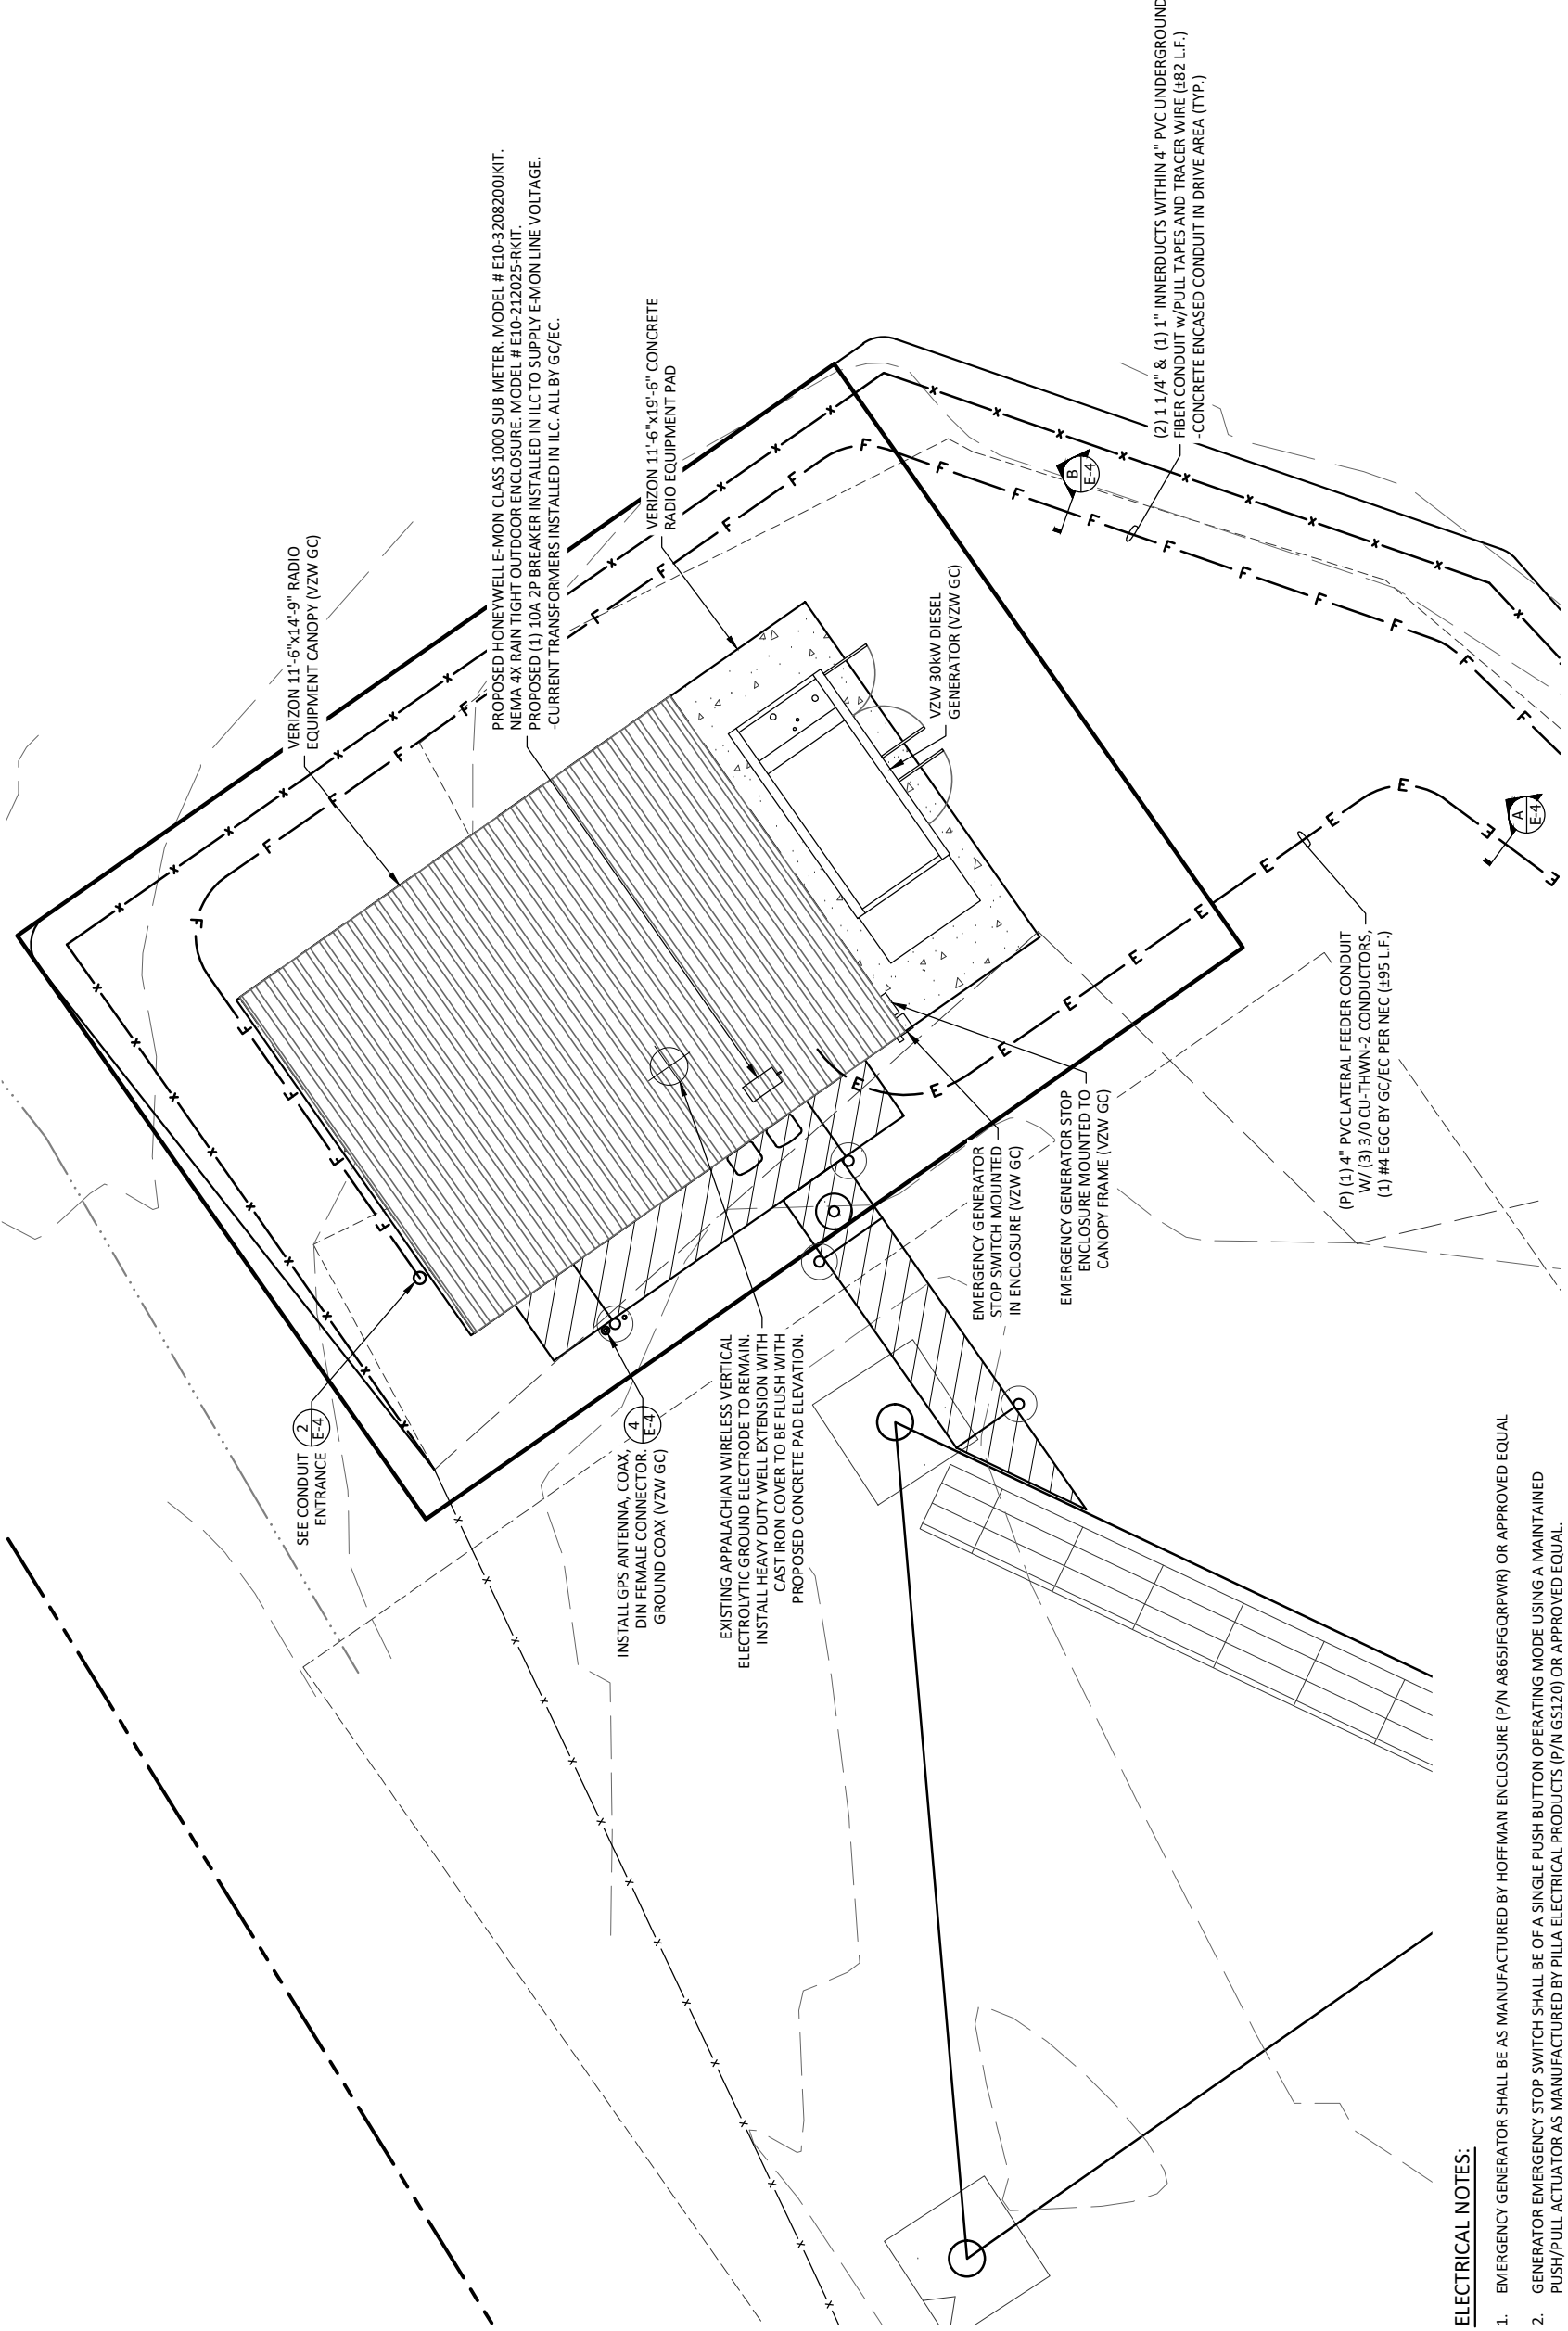 VERIZON 11'-6"x14'-9" RADIO
EQUIPMENT CANOPY (VZW GC)
PROPOSED HONEYWELL E-MON CLASS 1000 SUB METER. MODEL # E10-3208200JKIT.
NEMA 4X RAIN TIGHT OUTDOOR ENCLOSURE. MODEL # E10-212025-RKIT.
PROPOSED (1) 10A 2P BREAKER INSTALLED IN ILC TO SUPPLY E-MON LINE VOLTAGE.
-CURRENT TRANSFORMERS INSTALLED IN ILC. ALL BY GC/EC.
VERIZON 11'-6"x19'-6" CONCRETE
RADIO EQUIPMENT PAD
VZW 30kW DIESEL
GENERATOR (VZW GC)
(2) 1 1/4" & (1) 1" INNERDUCTS WITHIN 4" PVC UNDERGROUND
FIBER CONDUIT w/PULL TAPES AND TRACER WIRE (±82 L.F.)
-CONCRETE ENCASED CONDUIT IN DRIVE AREA (TYP.)
B
E-4
A
E-4
SEE CONDUIT
ENTRANCE
2
E-4
INSTALL GPS ANTENNA, COAX,
DIN FEMALE CONNECTOR.
GROUND COAX (VZW GC)
4
E-4
EXISTING APPALACHIAN WIRELESS VERTICAL
ELECTROLYTIC GROUND ELECTRODE TO REMAIN.
INSTALL HEAVY DUTY WELL EXTENSION WITH
CAST IRON COVER TO BE FLUSH WITH
PROPOSED CONCRETE PAD ELEVATION.
EMERGENCY GENERATOR
STOP SWITCH MOUNTED
IN ENCLOSURE (VZW GC)
EMERGENCY GENERATOR STOP
ENCLOSURE MOUNTED TO
CANOPY FRAME (VZW GC)
(P) (1) 4" PVC LATERAL FEEDER CONDUIT
W/ (3) 3/0 CU-THWN-2 CONDUCTORS,
(1) #4 EGC BY GC/EC PER NEC (±95 L.F.)
ELECTRICAL NOTES:
1. EMERGENCY GENERATOR SHALL BE AS MANUFACTURED BY HOFFMAN ENCLOSURE (P/N A865JFGQRPWR) OR APPROVED EQUAL
2. GENERATOR EMERGENCY STOP SWITCH SHALL BE OF A SINGLE PUSH BUTTON OPERATING MODE USING A MAINTAINED
PUSH/PULL ACTUATOR AS MANUFACTURED BY PILLA ELECTRICAL PRODUCTS (P/N GS120) OR APPROVED EQUAL.